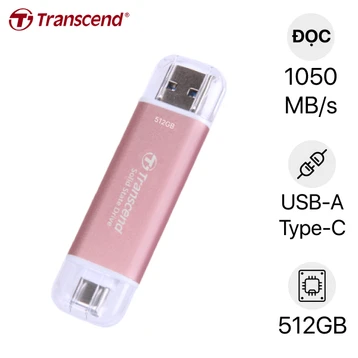 Transcend
ĐỌC
1050
MB/s
USB-A
Type-C
512GB
512GB
Transcend
Solid State Drive